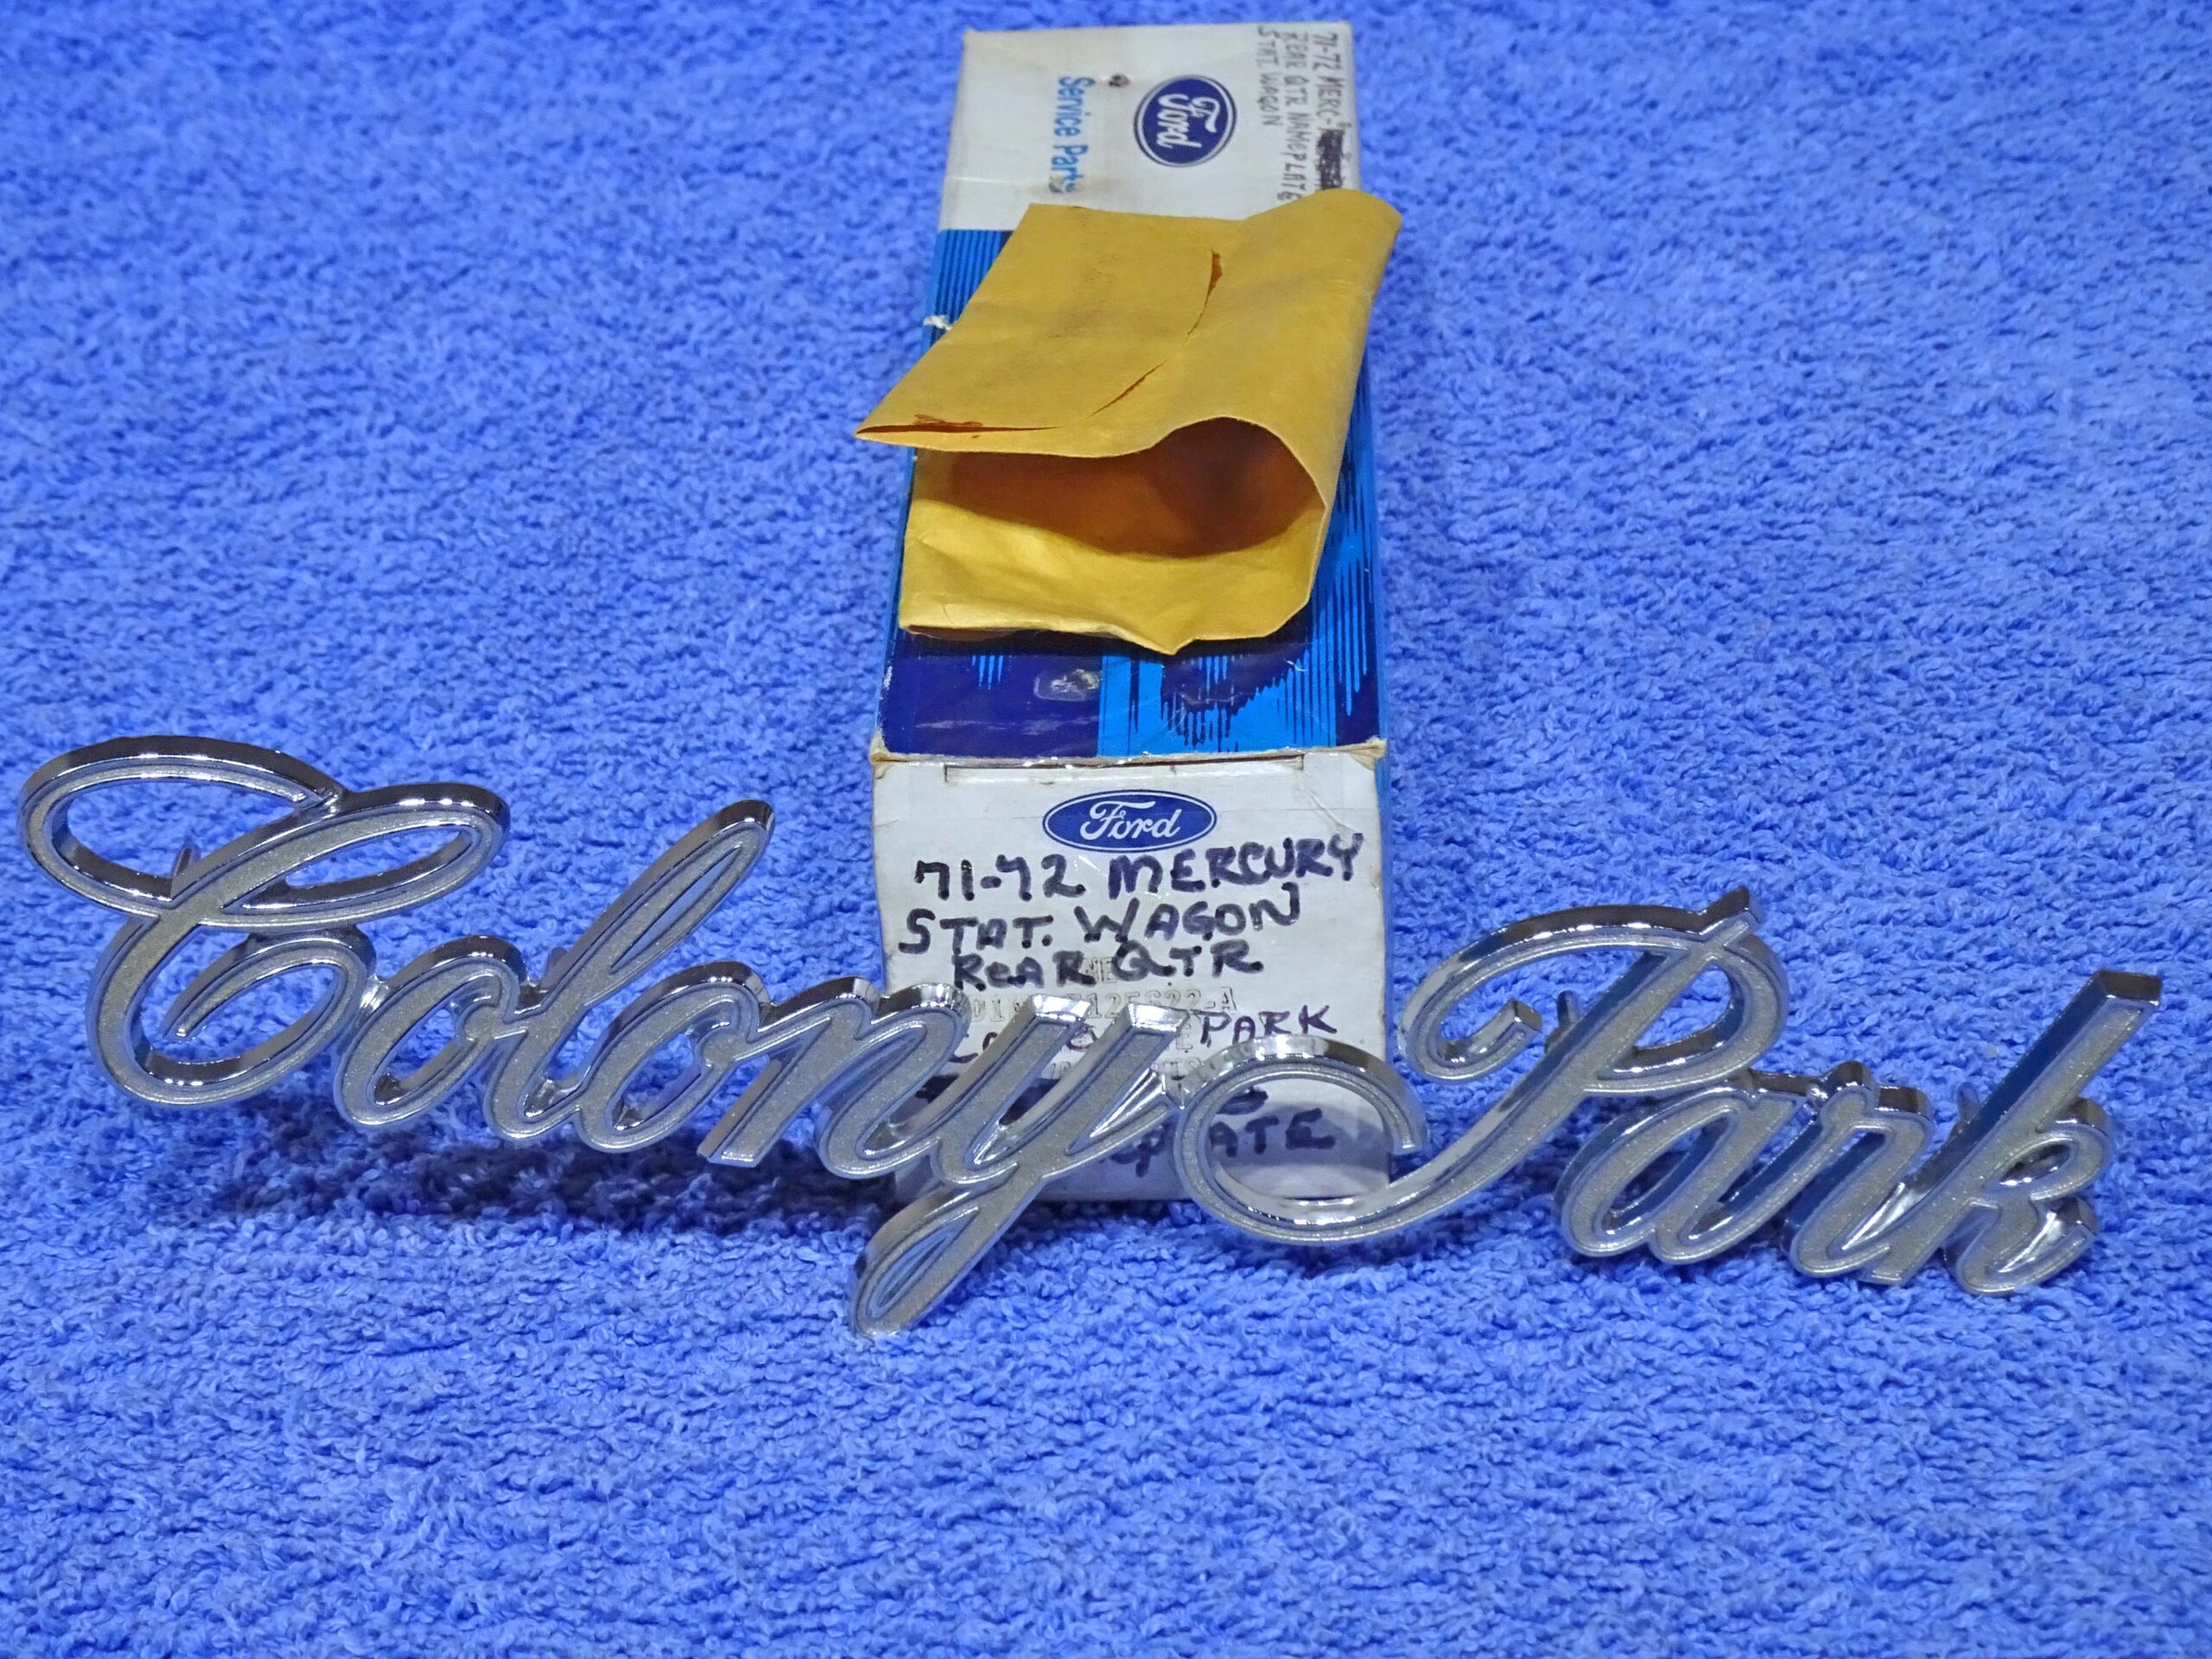 71-72 MERC-
REAR QTR NAMEPLATE
STAT. WAGON
Ford
Service Parts
Ford
71-72 MERCURY
STAT. WAGON
REAR QTR
PARK
Colony Park